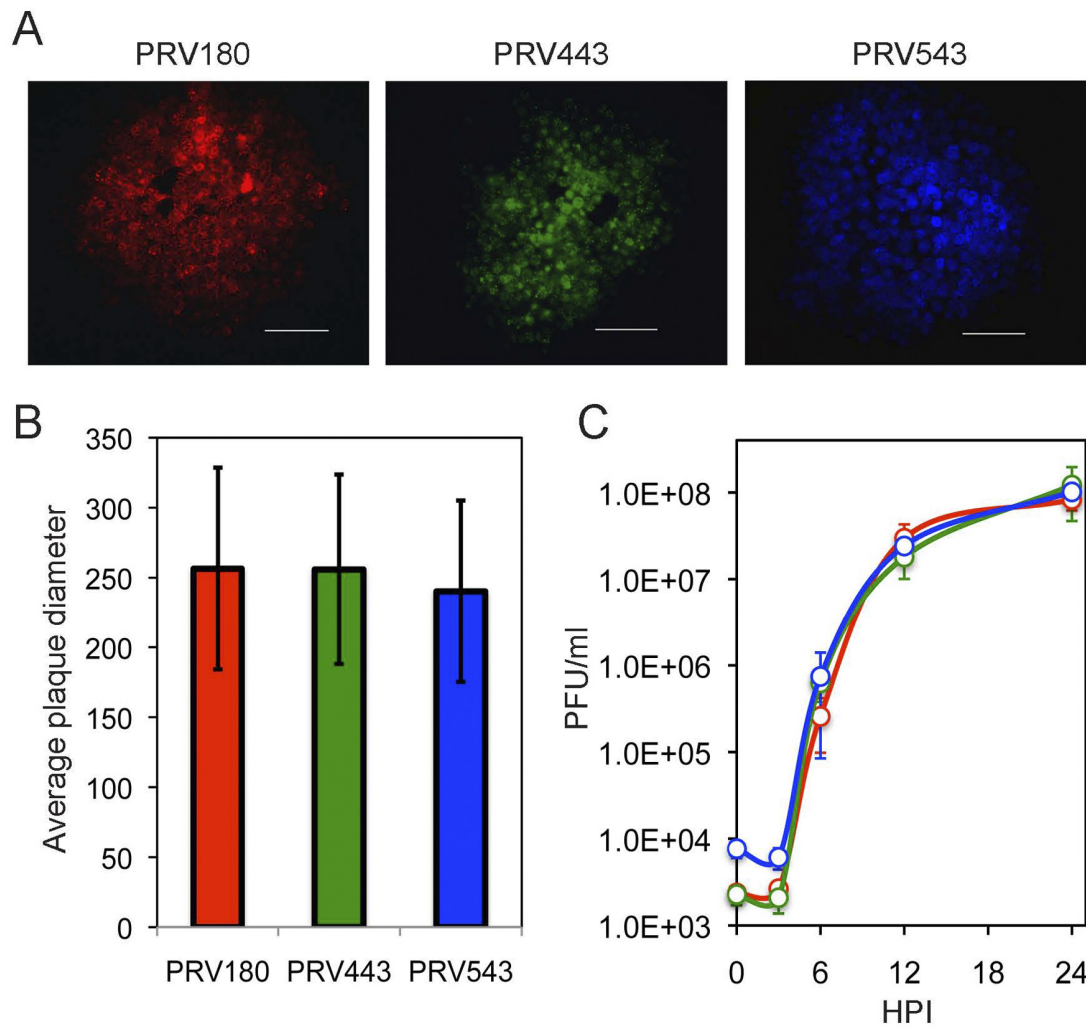 A
PRV180 PRV443 PRV543
B
350
300
250
200
150
100
50
0
Average plaque diameter
PRV180 PRV443 PRV543
C
1.0E+08
1.0E+07
1.0E+06
1.0E+05
1.0E+04
1.0E+03
PFU/ml
0 6 12 18 24
HPI